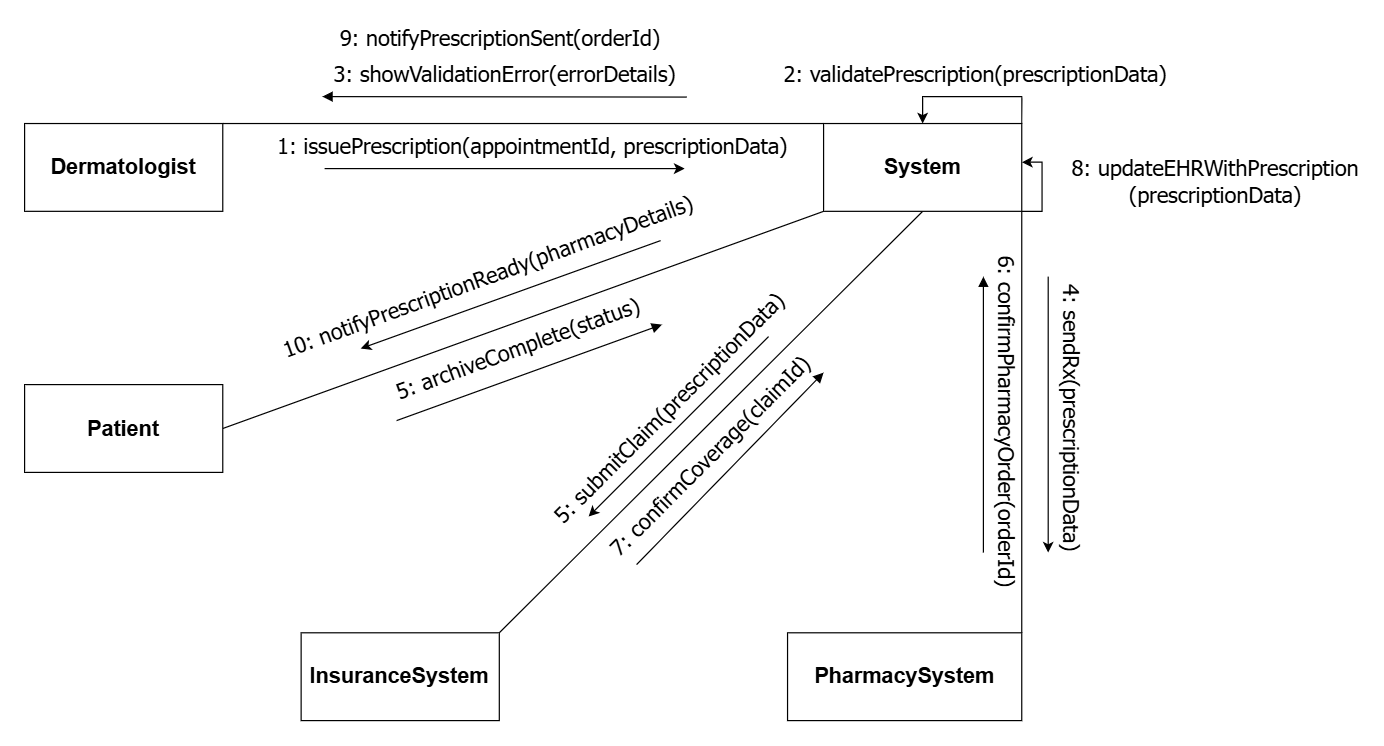 9: notifyPrescriptionSent(orderId)
3: showValidationError(errorDetails)
2: validatePrescription(prescriptionData)
Dermatologist
1: issuePrescription(appointmentId, prescriptionData)
System
8: updateEHRWithPrescription
(prescriptionData)
10: notifyPrescriptionReady(pharmacyDetails)
5: archiveComplete(status)
Patient
5: submitClaim(prescriptionData)
7: confirmCoverage(claimId)
6: confirmPharmacyOrder(orderId)
4: sendRx(prescriptionData)
InsuranceSystem
PharmacySystem